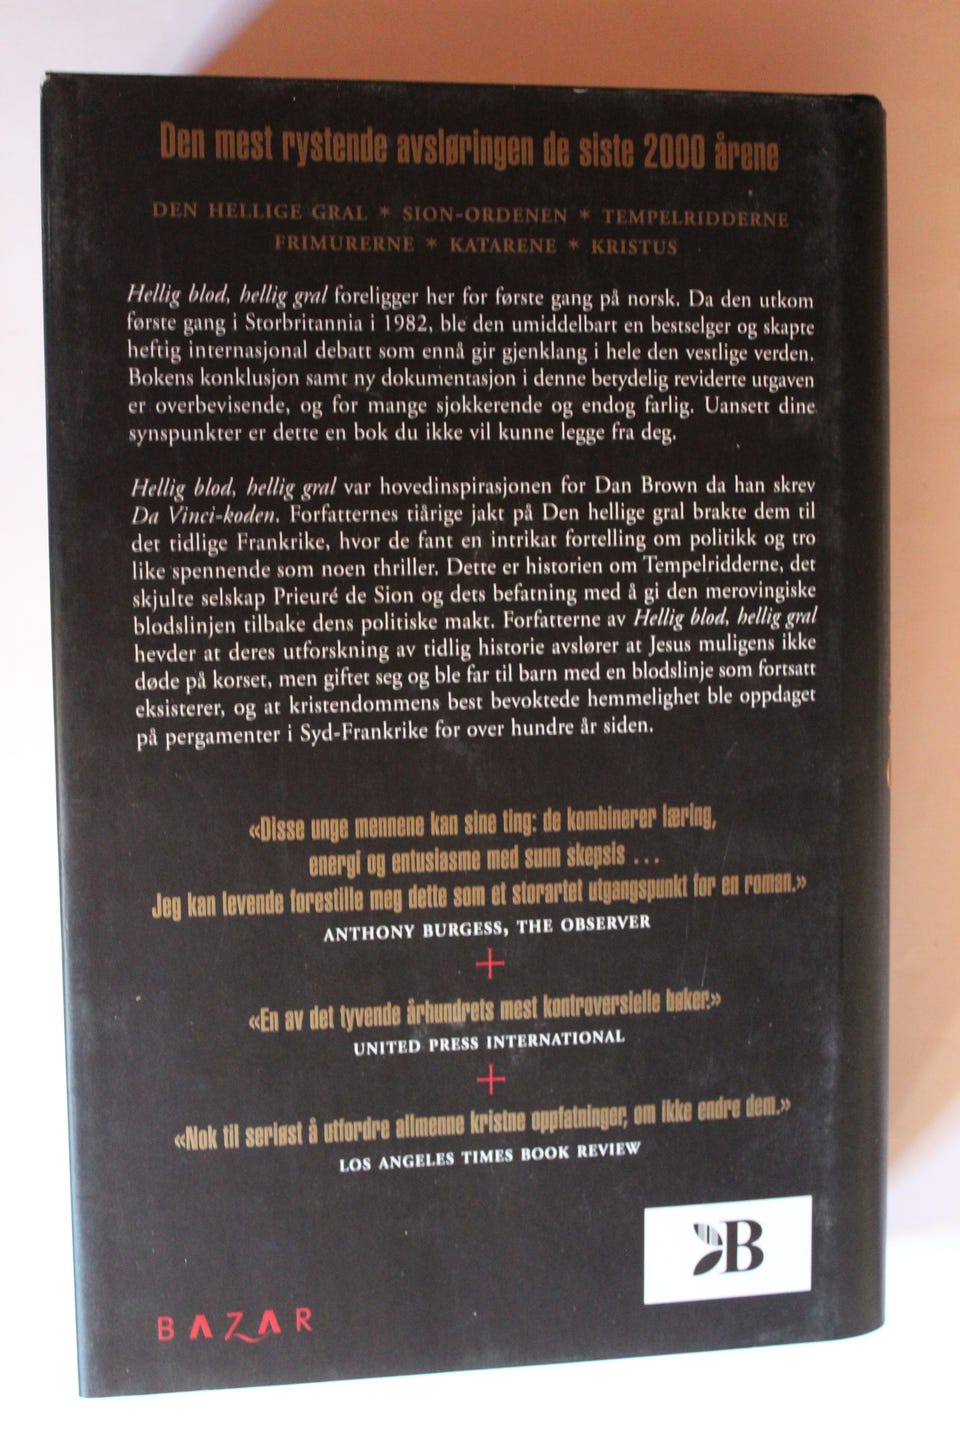 Den mest rystende avsløringen de siste 2000 årene
DEN HELLIGE GRAL * SION-ORDENEN * TEMPELRIDDERNE
FRIMURERNE * KATARENE * KRISTUS
Hellig blod, hellig gral foreligger her for første gang på norsk. Da den utkom
første gang i Storbritannia i 1982, ble den umiddelbart en bestselger og skapte
heftig internasjonal debatt som ennå gir gjenklang i hele den vestlige verden.
Bokens konklusjon samt ny dokumentasjon i denne betydelig reviderte utgaven
er overbevisende, og for mange sjokkerende og endog farlig. Uansett dine
synspunkter er dette en bok du ikke vil kunne legge fra deg.
Hellig blod, hellig gral var hovedinspirasjonen for Dan Brown da han skrev
Da Vinci-koden. Forfatternes tiårige jakt på Den hellige gral brakte dem til
det tidlige Frankrike, hvor de fant en intrikat fortelling om politikk og tro
like spennende som noen thriller. Dette er historien om Tempelridderne, det
skjulte selskap Prieuré de Sion og dets befatning med å gi den merovingiske
blodslinjen tilbake dens politiske makt. Forfatterne av Hellig blod, hellig gral
hevder at deres utforskning av tidlig historie avslører at Jesus muligens ikke
døde på korset, men giftet seg og ble far til barn med en blodslinje som fortsatt
eksisterer, og at kristendommens best bevoktede hemmelighet ble oppdaget
på pergamenter i Syd-Frankrike for over hundre år siden.
«Disse unge mennene kan sine ting: de kombinerer læring,
energi og entusiasme med sunn skepsis ...
Jeg kan levende forestille meg dette som et storartet utgangspunkt for en roman.»
ANTHONY BURGESS, THE OBSERVER
«En av det tyvende århundrets mest kontroversielle bøker.»
UNITED PRESS INTERNATIONAL
«Nok til seriøst å utfordre allmenne kristne oppfatninger, om ikke endre dem.»
LOS ANGELES TIMES BOOK REVIEW
B
BAZAR